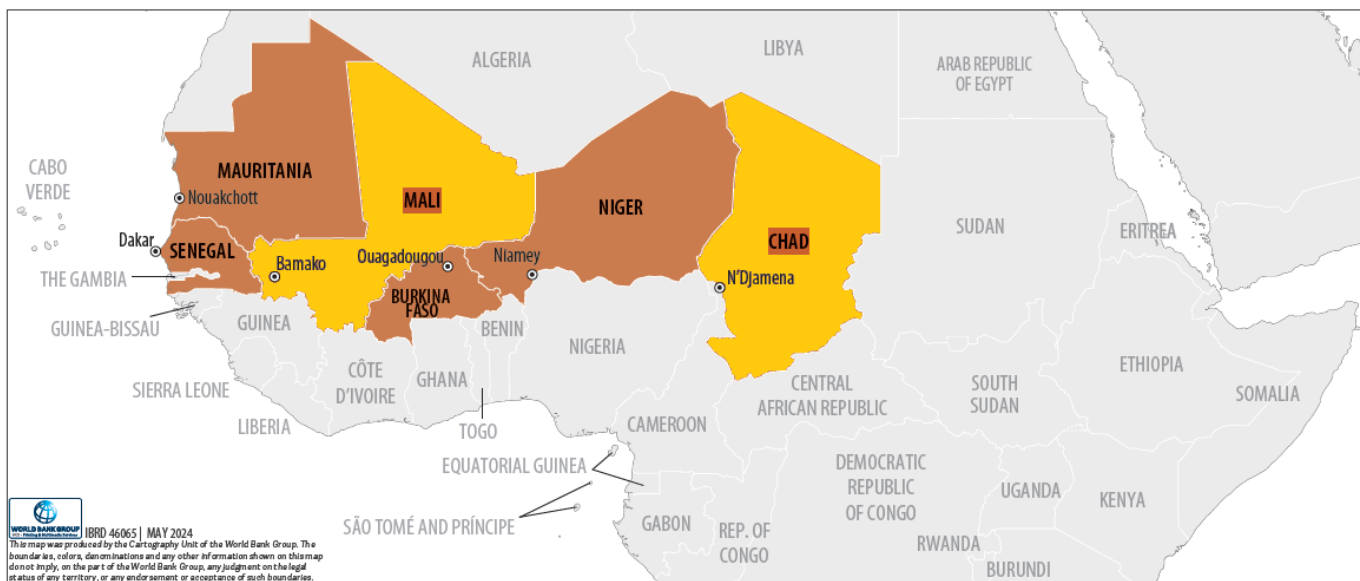 ALGERIA
LIBYA
ARAB REPUBLIC
OF EGYPT
CABO
VERDE
MAURITANIA
Nouakchott
MALI
NIGER
CHAD
SUDAN
ERITREA
Dakar
SENEGAL
THE GAMBIA
Bamako
Ouagadougou
Niamey
N'Djamena
BURKINA
FASO
GUINEA-BISSAU
GUINEA
BENIN
NIGERIA
SIERRA LEONE
CÔTE
D'IVOIRE
GHANA
LIBERIA
TOGO
CAMEROON
CENTRAL
AFRICAN REPUBLIC
SOUTH
SUDAN
ETHIOPIA
SOMALIA
EQUATORIAL GUINEA
SÃO TOMÉ AND PRÍNCIPE
GABON
REP. OF
CONGO
DEMOCRATIC
REPUBLIC
OF CONGO
UGANDA
KENYA
RWANDA
BURUNDI
WORLD BANK GROUP
IBRD 46065 | MAY 2024
This map was produced by the Cartography Unit of the World Bank Group. The
boundaries, colors, denominations and any other information shown on this map
do not imply, on the part of the World Bank Group, any judgment on the legal
status of any territory, or any endorsement or acceptance of such boundaries.